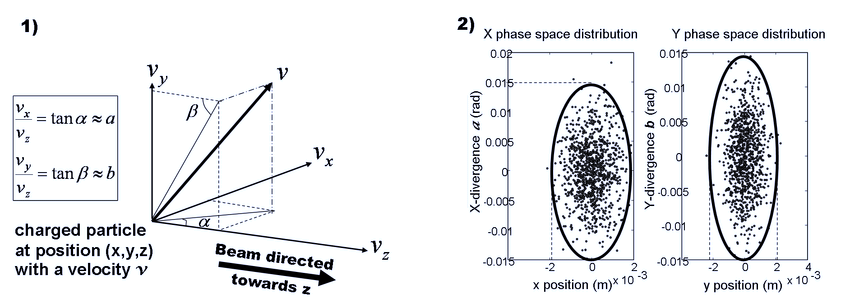 1)
v_y
v
β
v_x/v_z = tan α ≈ a
v_y/v_z = tan β ≈ b
v_x
α
v_z
charged particle
at position (x,y,z)
with a velocity v
Beam directed
towards z
2)
X phase space distribution
0.02
0.015
0.01
0.005
0
-0.005
-0.01
-0.015
X-divergence a (rad)
-2 0 2
x 10 -3
x position (m)
Y phase space distribution
0.015
0.01
0.005
0
-0.005
-0.01
-0.015
Y-divergence b (rad)
-2 0 2 4
x 10 -3
y position (m)